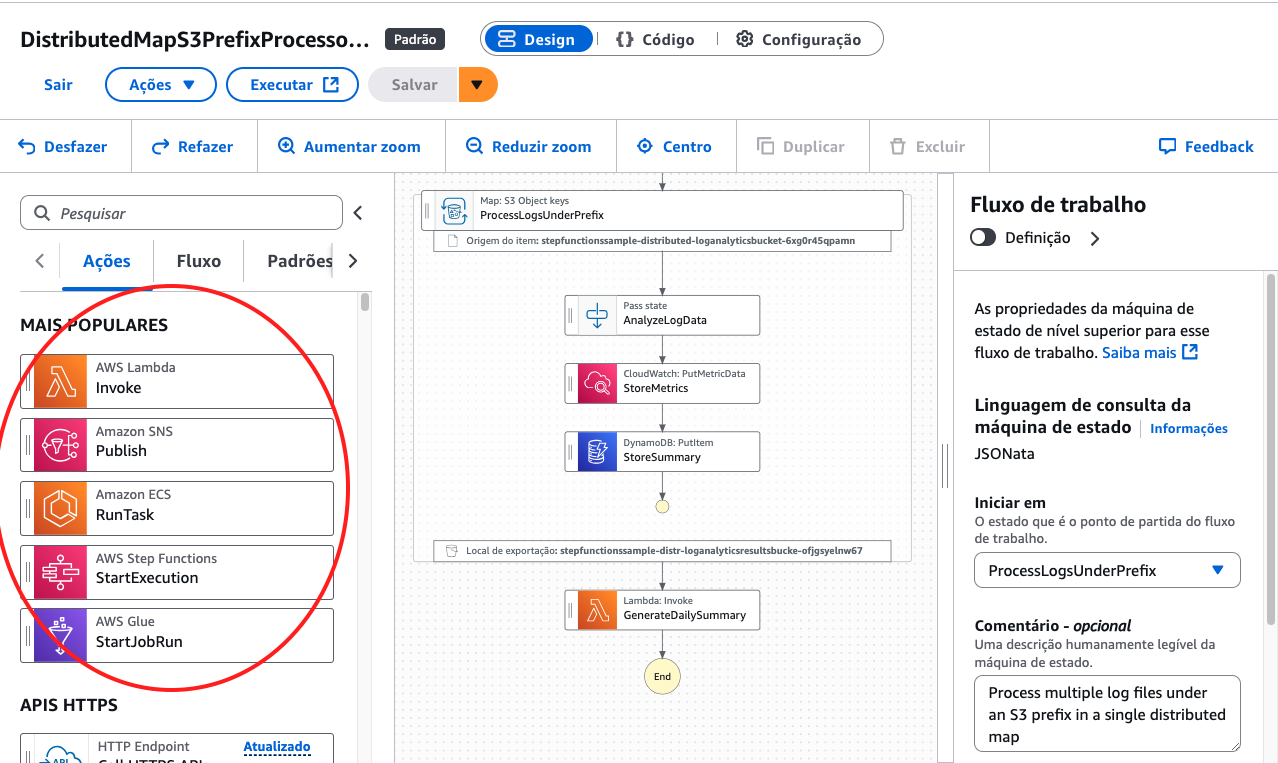 DistributedMapS3PrefixProcesso...
Padrão
Design
{} Código
Configuração
Sair
Ações
Executar
Salvar
Desfazer
Refazer
Aumentar zoom
Reduzir zoom
Centro
Duplicar
Excluir
Feedback
Pesquisar
Ações
Fluxo
Padrões
MAIS POPULARES
AWS Lambda
Invoke
Amazon SNS
Publish
Amazon ECS
RunTask
AWS Step Functions
StartExecution
AWS Glue
StartJobRun
APIS HTTPS
API
HTTP Endpoint
Atualizado
Call HTTPS API
Map: S3 Object keys
ProcessLogsUnderPrefix
Origem do item: stepfunctionssample-distributed-loganalyticsbucket-6xg0r45qpamn
Pass state
AnalyzeLogData
CloudWatch: PutMetricData
StoreMetrics
DynamoDB: PutItem
StoreSummary
Local de exportação: stepfunctionssample-distr-loganalyticsresultsbucke-ofjgsyelnw67
Lambda: Invoke
GenerateDailySummary
End
Fluxo de trabalho
Definição
As propriedades da máquina de
estado de nível superior para esse
fluxo de trabalho. Saiba mais
Linguagem de consulta da
máquina de estado
Informações
JSONata
Iniciar em
O estado que é o ponto de partida do fluxo
de trabalho.
ProcessLogsUnderPrefix
Comentário - opcional
Uma descrição humanamente legível da
máquina de estado.
Process multiple log files under
an S3 prefix in a single distributed
map